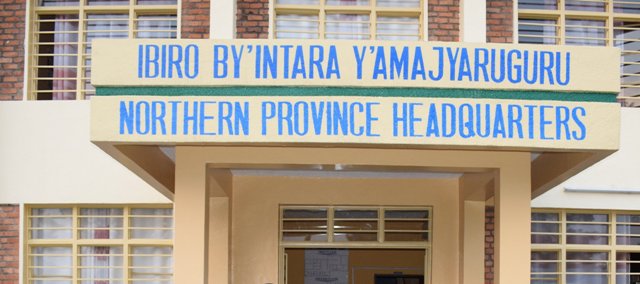 IBIRO BY'INTARA Y'AMAJYARUGURU
NORTHERN PROVINCE HEADQUARTERS